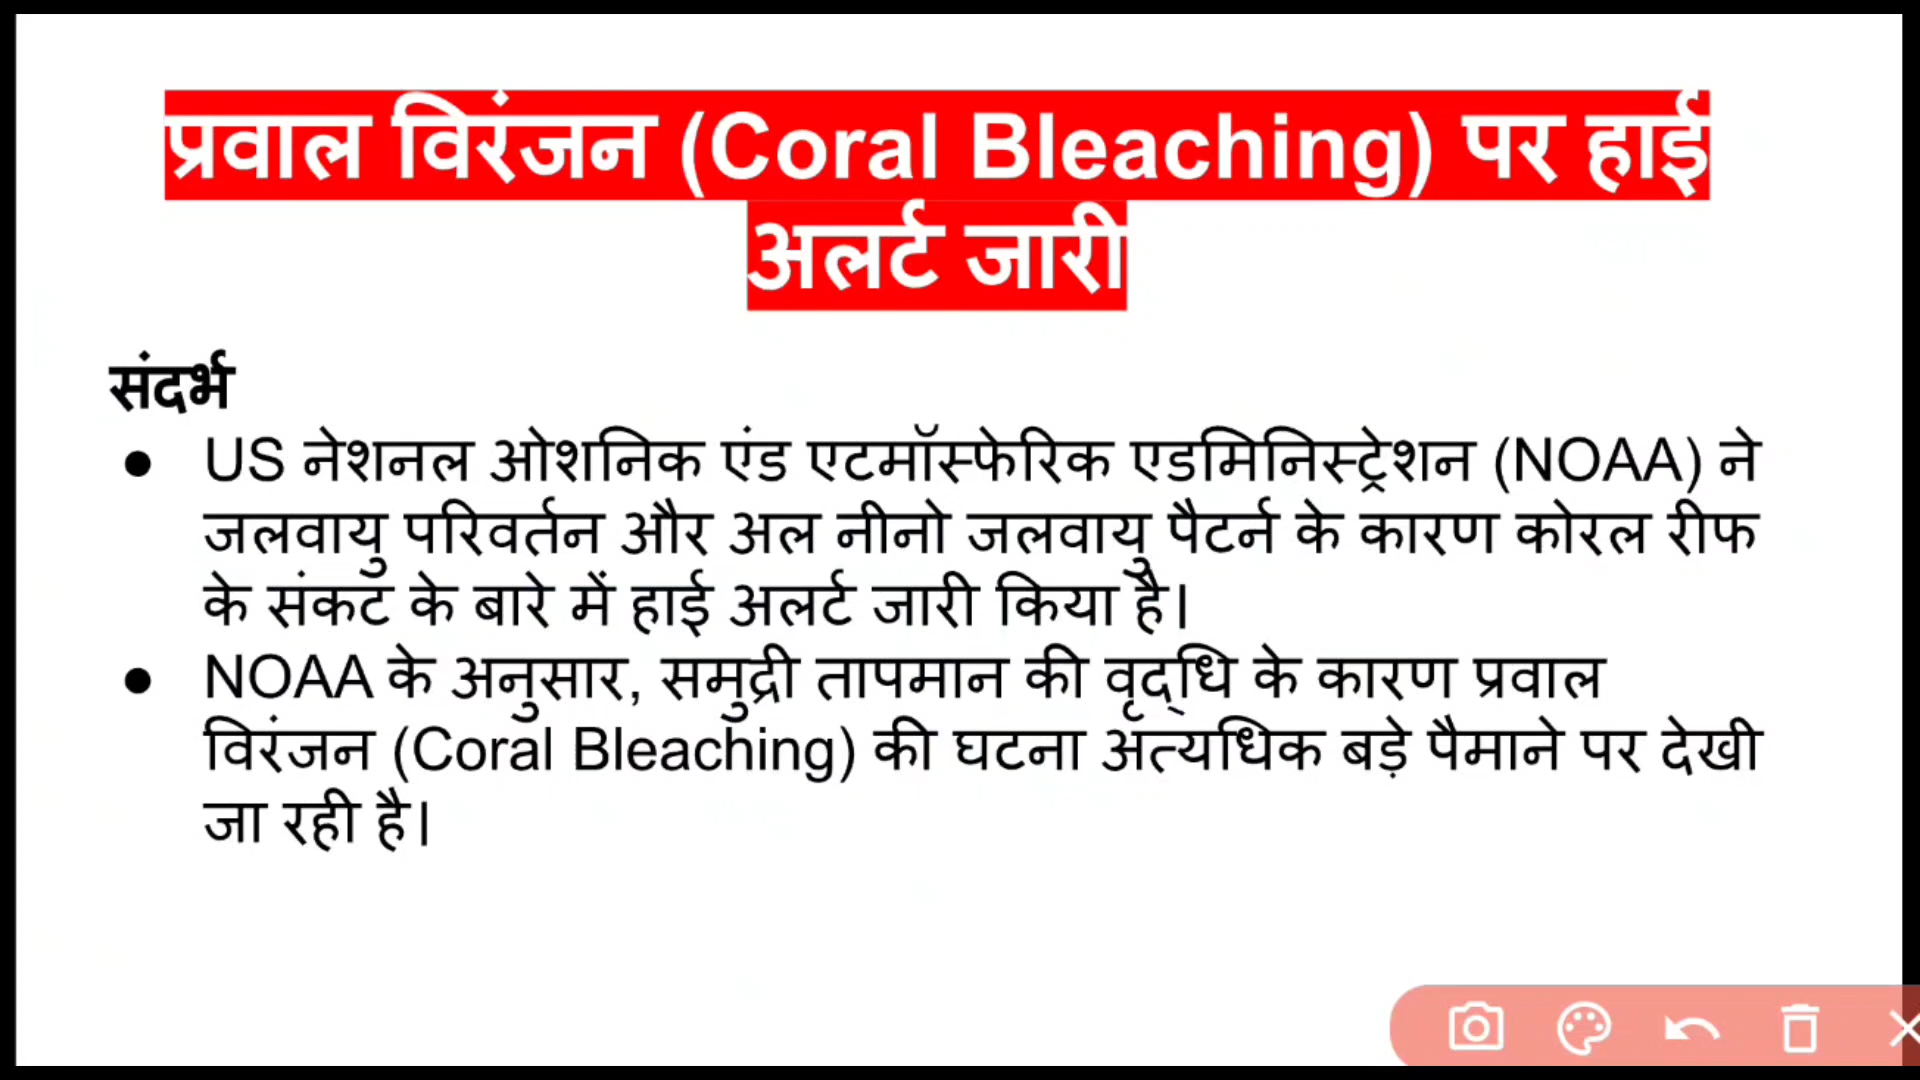 प्रवाल विरंजन (Coral Bleaching) पर हाई
अलर्ट जारी
संदर्भ
● US नेशनल ओशनिक एंड एटमॉस्फेरिक एडमिनिस्ट्रेशन (NOAA) ने
जलवायु परिवर्तन और अल नीनो जलवायु पैटर्न के कारण कोरल रीफ
के संकट के बारे में हाई अलर्ट जारी किया है।
● NOAA के अनुसार, समुद्री तापमान की वृद्धि के कारण प्रवाल
विरंजन (Coral Bleaching) की घटना अत्यधिक बड़े पैमाने पर देखी
जा रही है।